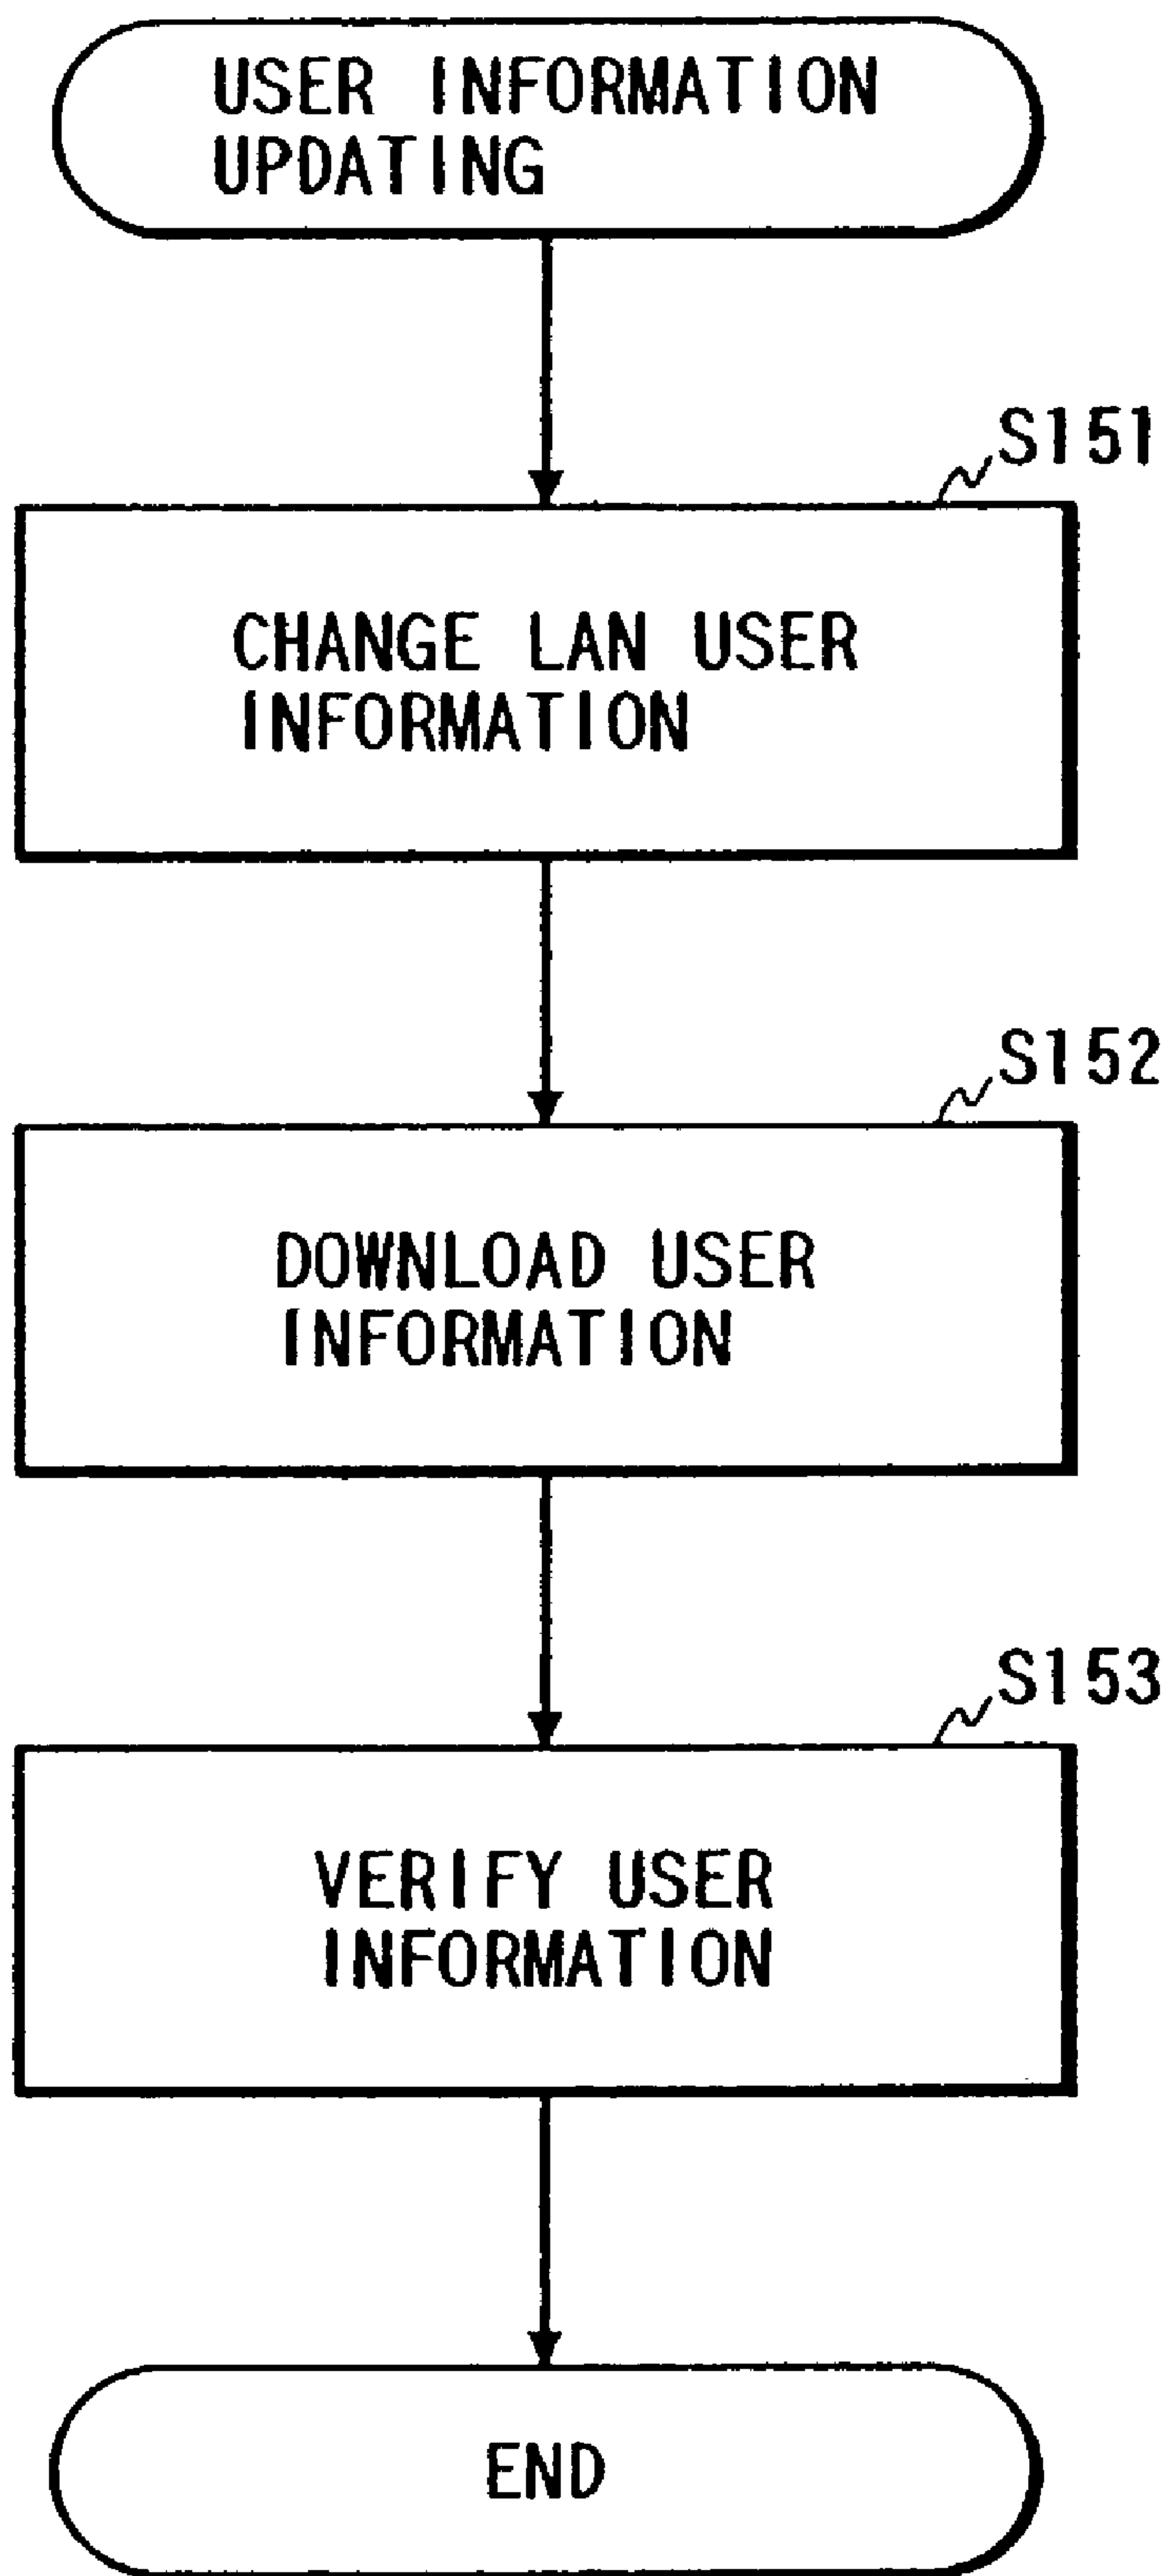 USER INFORMATION
UPDATING
S151
CHANGE LAN USER
INFORMATION
S152
DOWNLOAD USER
INFORMATION
S153
VERIFY USER
INFORMATION
END